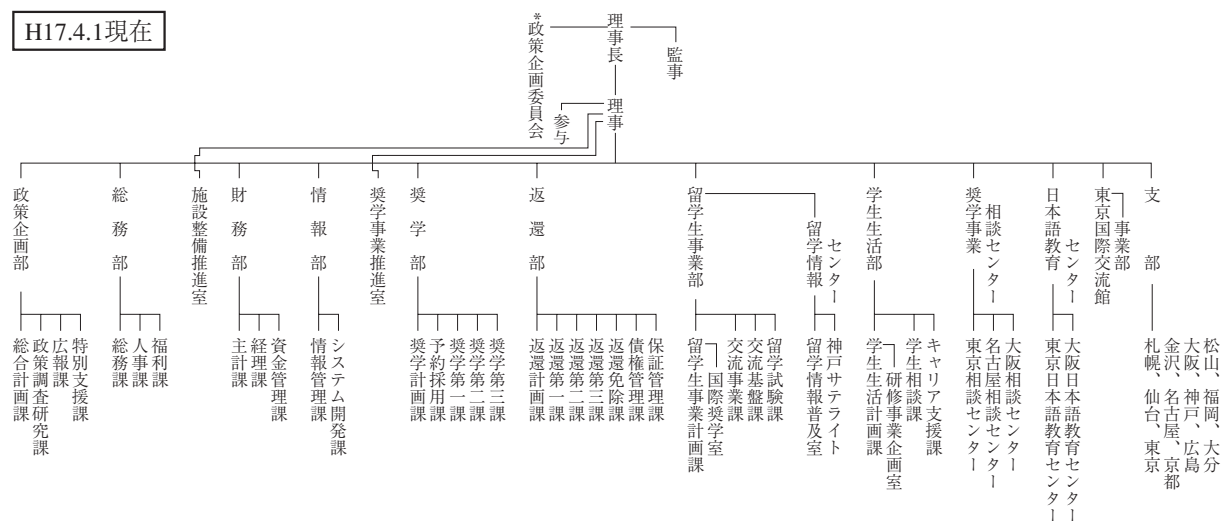 H17.4.1現在
理事長
*政策企画委員会
監事
理事
参与
政策企画部
総務部
施設整備推進室
財務部
情報部
奨学事業推進室
奨学部
返還部
留学生事業部
留学情報
センター
学生生活部
奨学事業
相談センター
日本語教育
センター
東京国際交流館
事業部
支部
総合計画課
政策調査研究課
広報課
特別支援課
総務課
人事課
福利課
主計課
経理課
資金管理課
情報管理課
システム開発課
奨学計画課
予約採用課
奨学第一課
奨学第二課
奨学第三課
返還計画課
返還第一課
返還第二課
返還第三課
返還免除課
債権管理課
保証管理課
留学生事業計画課
国際奨学室
交流事業課
交流基盤課
留学試験課
留学情報普及室
神戸サテライト
学生生活計画課
研修事業企画室
学生相談課
キャリア支援課
東京相談センター
名古屋相談センター
大阪相談センター
東京日本語教育センター
大阪日本語教育センター
札幌、仙台、東京
金沢、名古屋、京都
大阪、神戸、広島
松山、福岡、大分